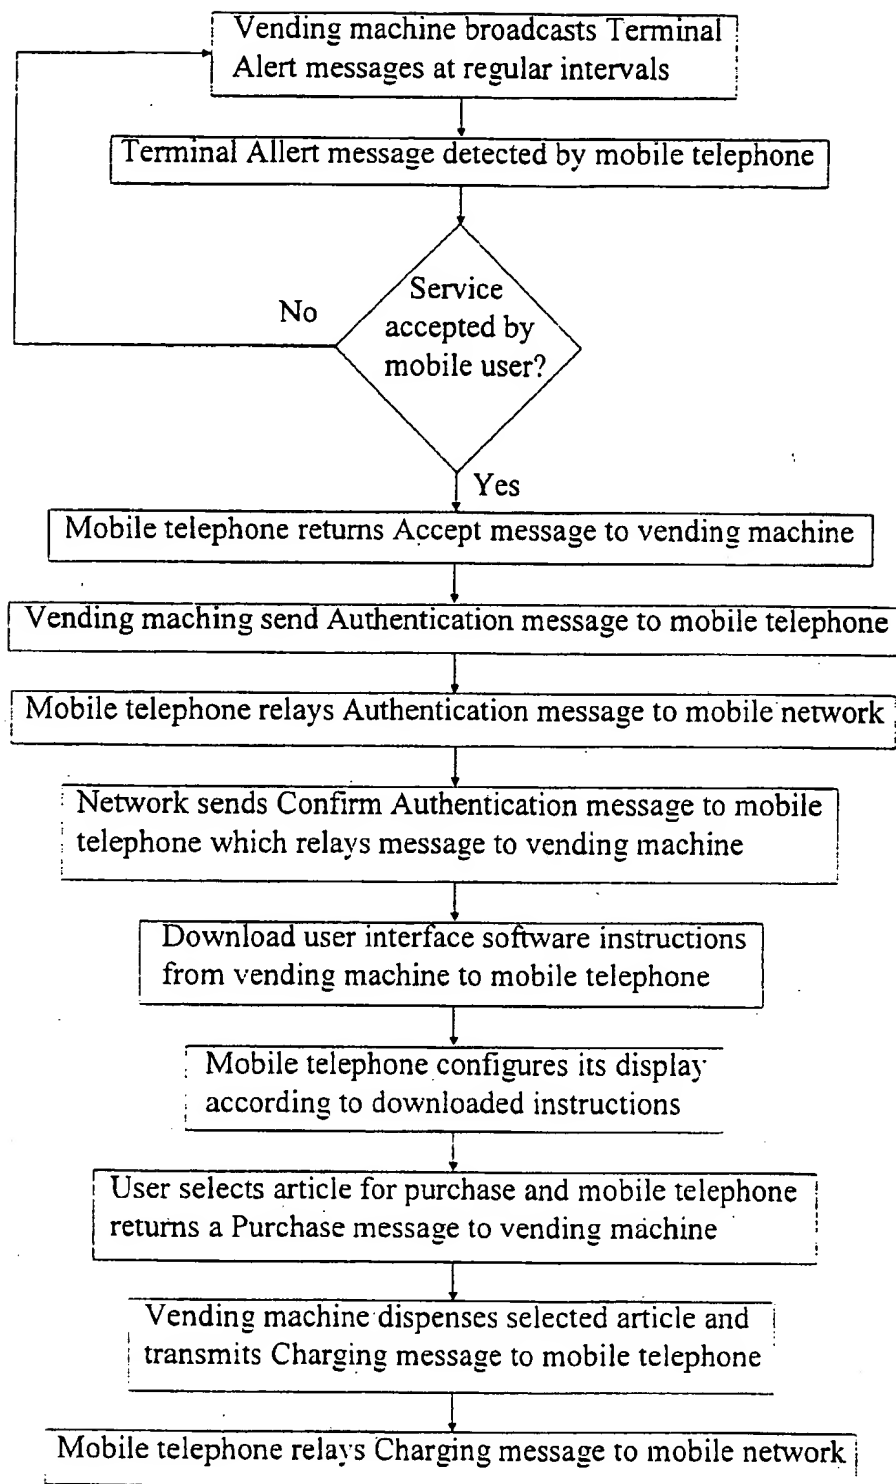 Vending machine broadcasts Terminal
Alert messages at regular intervals
Terminal Allert message detected by mobile telephone
Service
accepted by
mobile user?
No
Yes
Mobile telephone returns Accept message to vending machine
Vending maching send Authentication message to mobile telephone
Mobile telephone relays Authentication message to mobile network
Network sends Confirm Authentication message to mobile
telephone which relays message to vending machine
Download user interface software instructions
from vending machine to mobile telephone
Mobile telephone configures its display
according to downloaded instructions
User selects article for purchase and mobile telephone
returns a Purchase message to vending machine
Vending machine dispenses selected article and
transmits Charging message to mobile telephone
Mobile telephone relays Charging message to mobile network